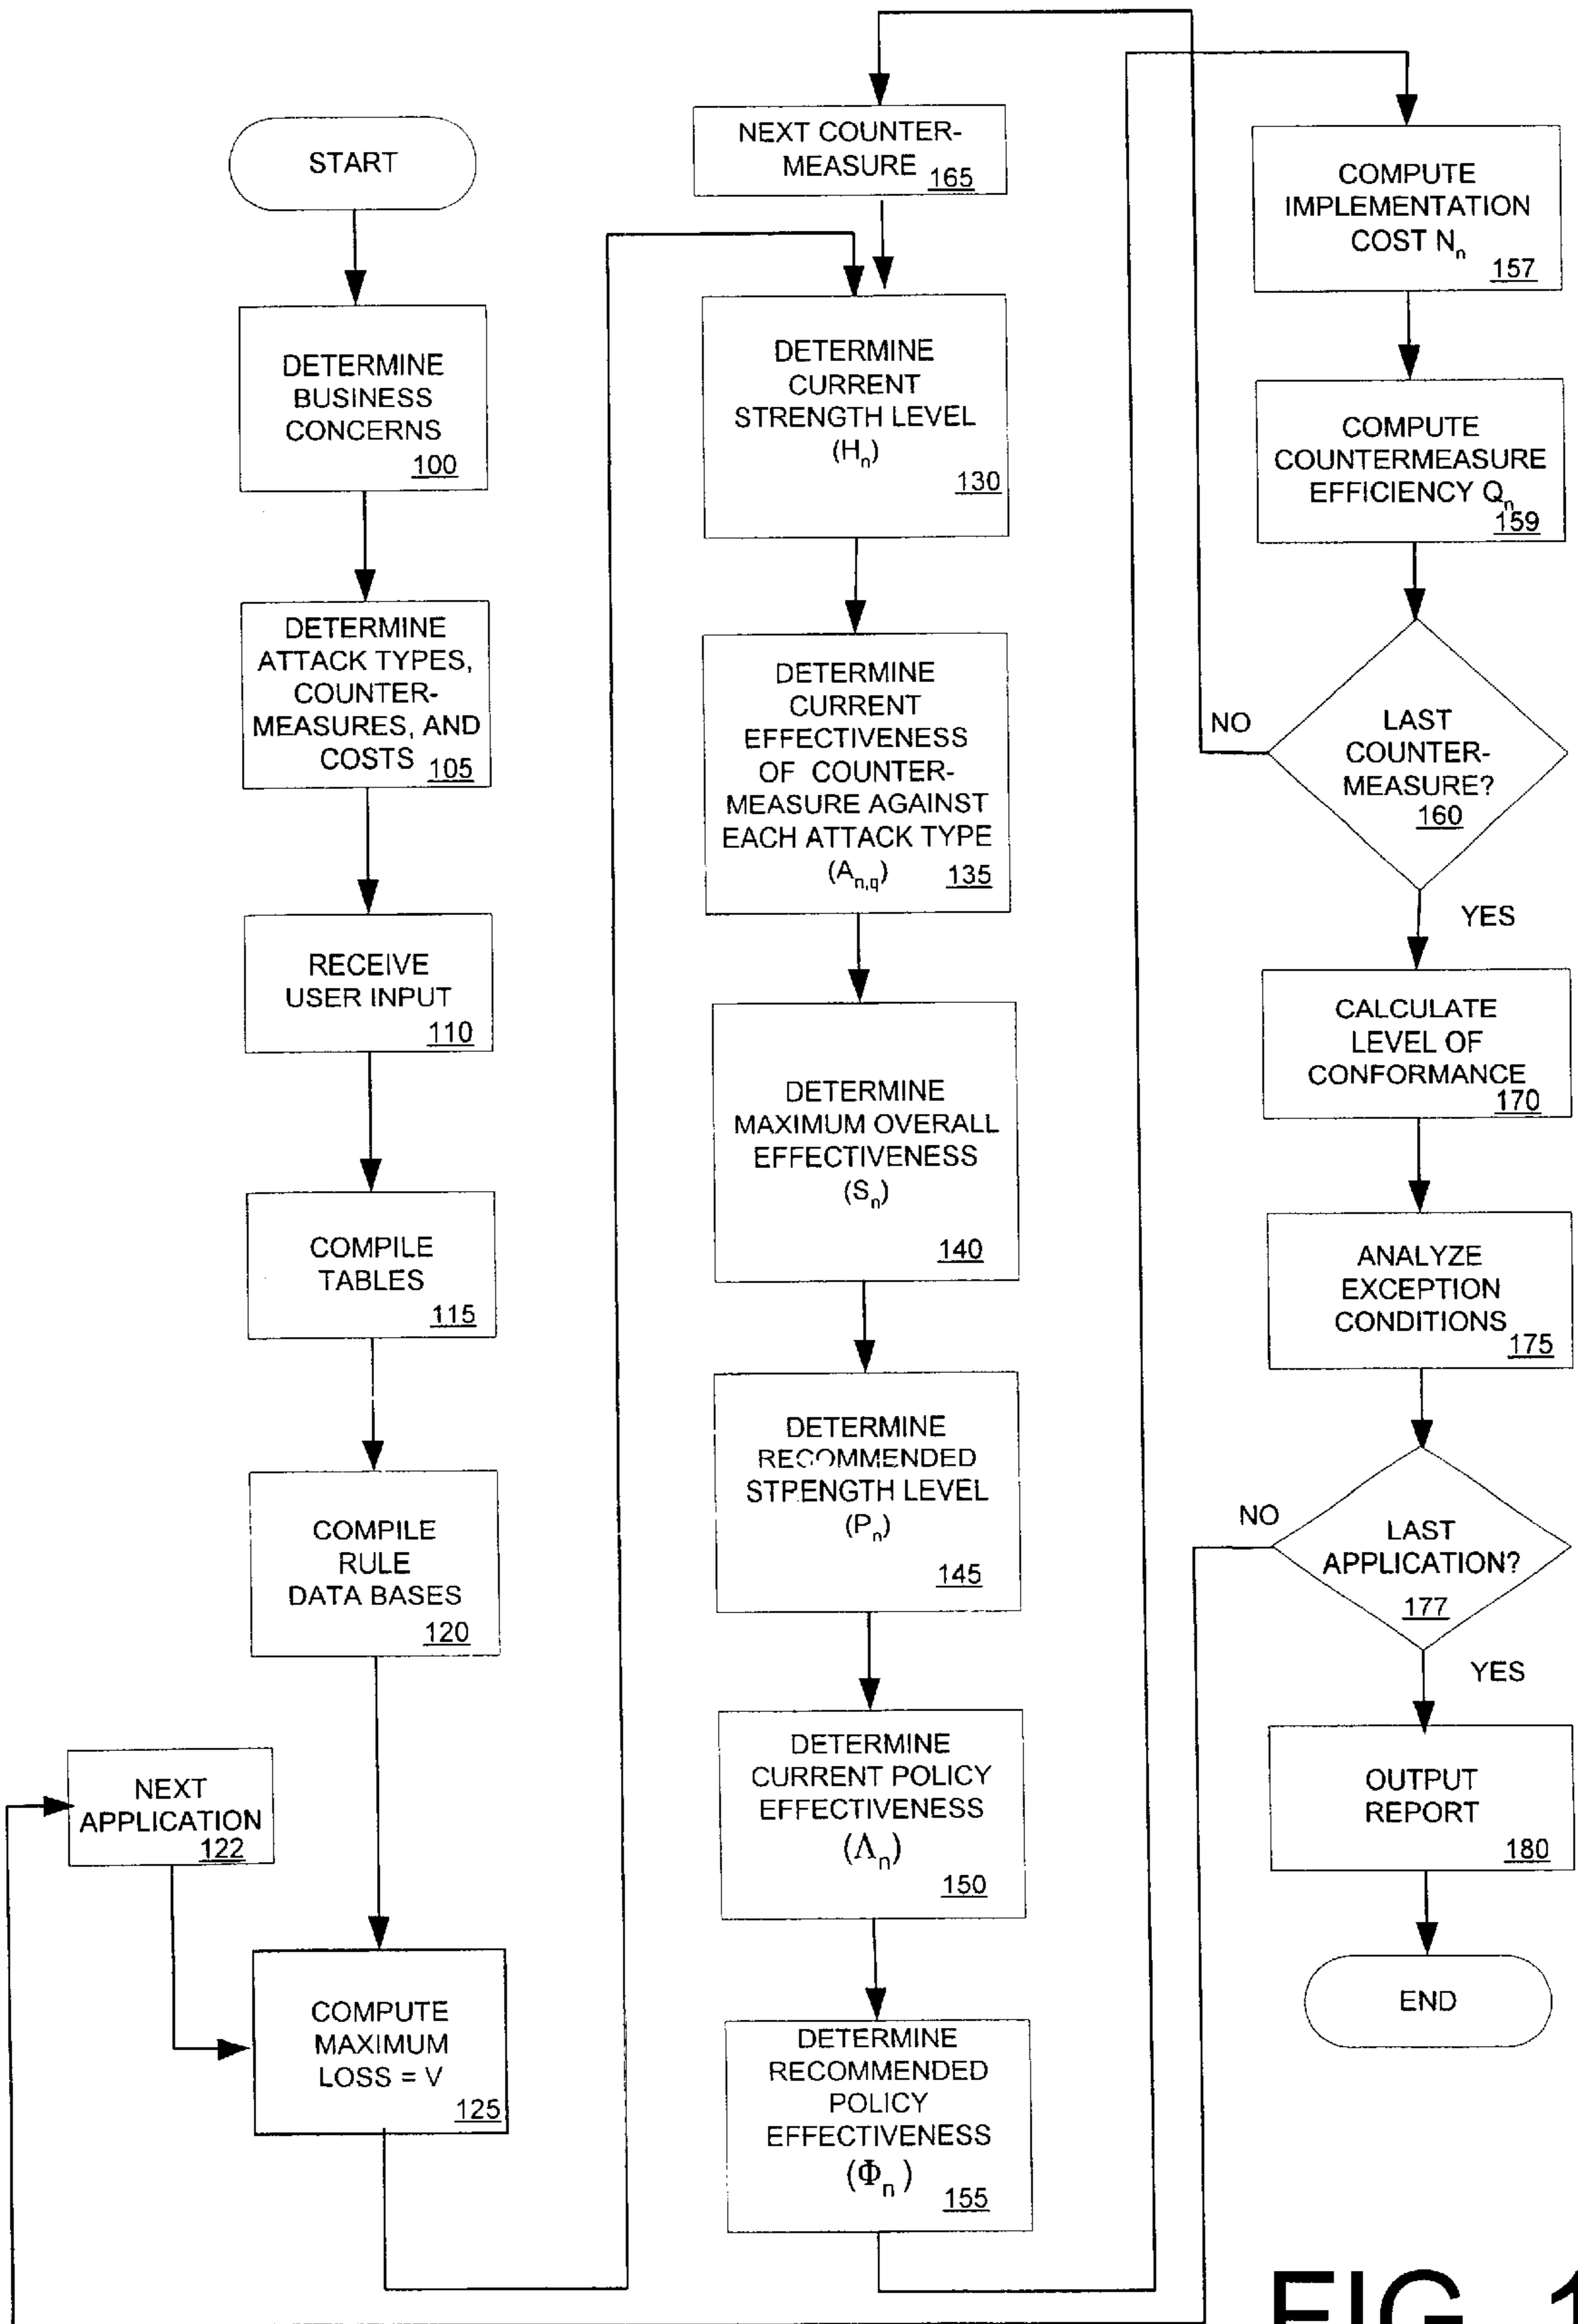 START
DETERMINE
BUSINESS
CONCERNS
100
DETERMINE
ATTACK TYPES,
COUNTER-
MEASURES, AND
COSTS 105
RECEIVE
USER INPUT
110
COMPILE
TABLES
115
COMPILE
RULE
DATA BASES
120
NEXT
APPLICATION
122
COMPUTE
MAXIMUM
LOSS = V
125
NEXT COUNTER-
MEASURE 165
DETERMINE
CURRENT
STRENGTH LEVEL
(Hn)
130
DETERMINE
CURRENT
EFFECTIVENESS
OF COUNTER-
MEASURE AGAINST
EACH ATTACK TYPE
(An,q) 135
DETERMINE
MAXIMUM OVERALL
EFFECTIVENESS
(Sn)
140
DETERMINE
RECOMMENDED
STRENGTH LEVEL
(Pn)
145
DETERMINE
CURRENT POLICY
EFFECTIVENESS
(Λn)
150
DETERMINE
RECOMMENDED
POLICY
EFFECTIVENESS
(Φn)
155
COMPUTE
IMPLEMENTATION
COST Nn
157
COMPUTE
COUNTERMEASURE
EFFICIENCY Qn
159
NO
LAST
COUNTER-
MEASURE?
160
YES
CALCULATE
LEVEL OF
CONFORMANCE
170
ANALYZE
EXCEPTION
CONDITIONS
175
NO
LAST
APPLICATION?
177
YES
OUTPUT
REPORT
180
END
FIG. 1